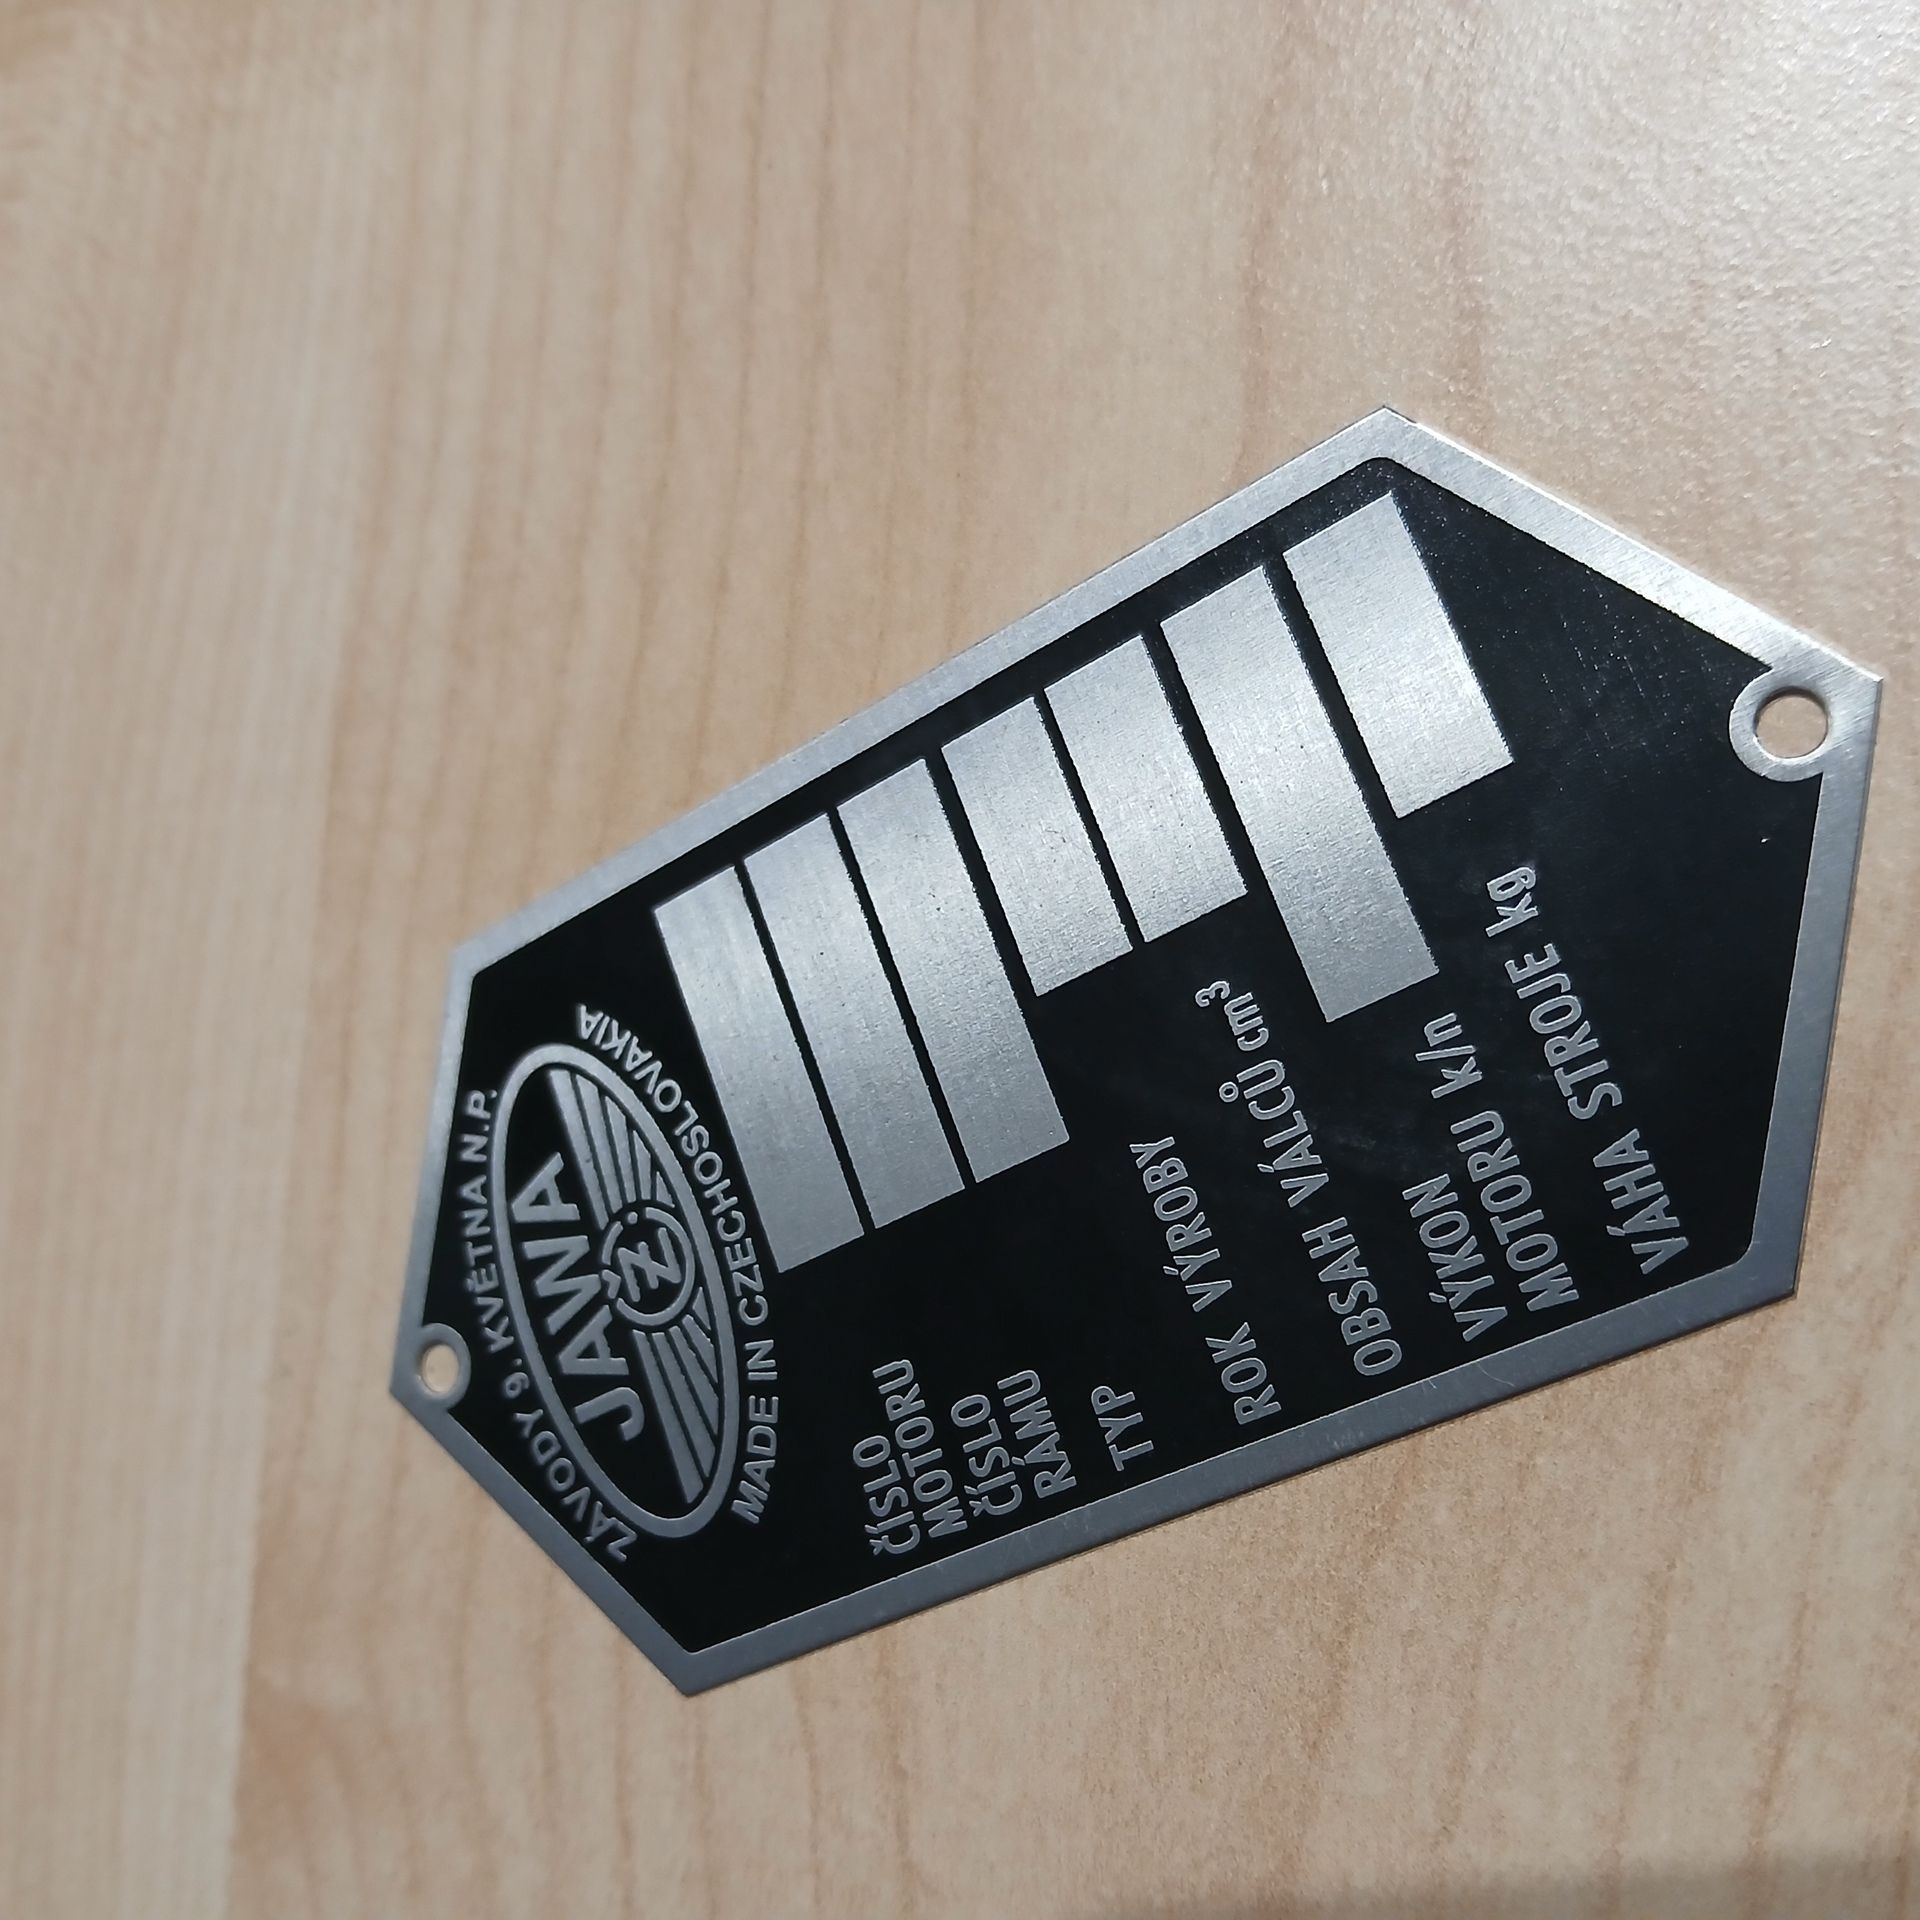 ZÁVODY 9. KVĚTNA N.P.
JAWA
ČZ
MADE IN CZECHOSLOVAKIA
ČÍSLO
MOTORU
ČÍSLO
RÁMU
TYP
ROK VÝROBY
OBSAH VÁLCŮ cm³
VÝKON
MOTORU k/n
VÁHA STROJE kg